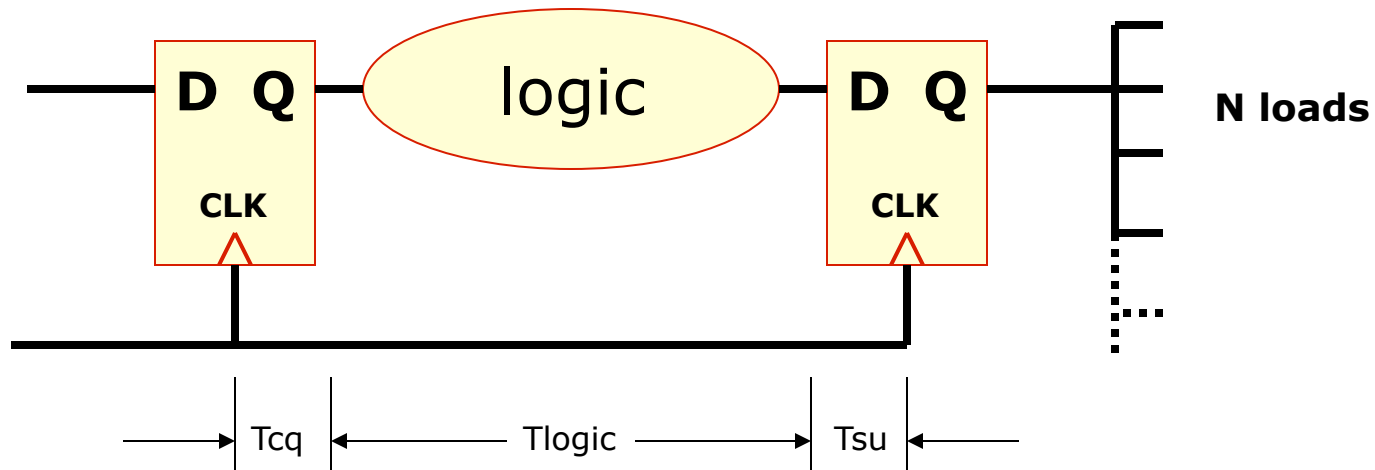 D Q
logic
D Q
N loads
CLK
CLK
Tcq
Tlogic
Tsu